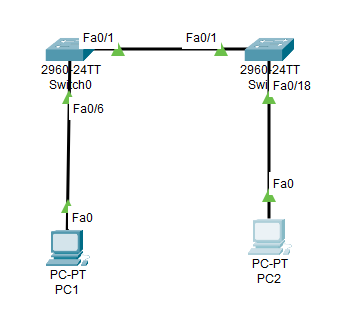 Fa0/1 Fa0/1
2960-24TT 2960-24TT
Switch0 Swi Fa0/18
Fa0/6
Fa0 Fa0
PC-PT PC-PT
PC1 PC2